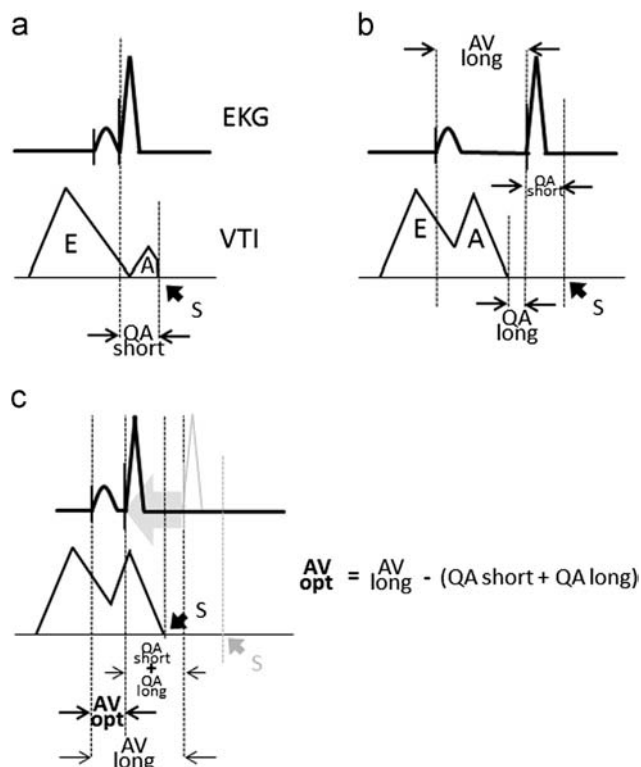 a
EKG
E
A
VTI
S
QA
short
b
AV
long
QA
short
E
A
S
QA
long
c
S
S
QA
short
+
QA
long
AV
opt
AV
long
AV
opt = AV
long - (QA short + QA long)